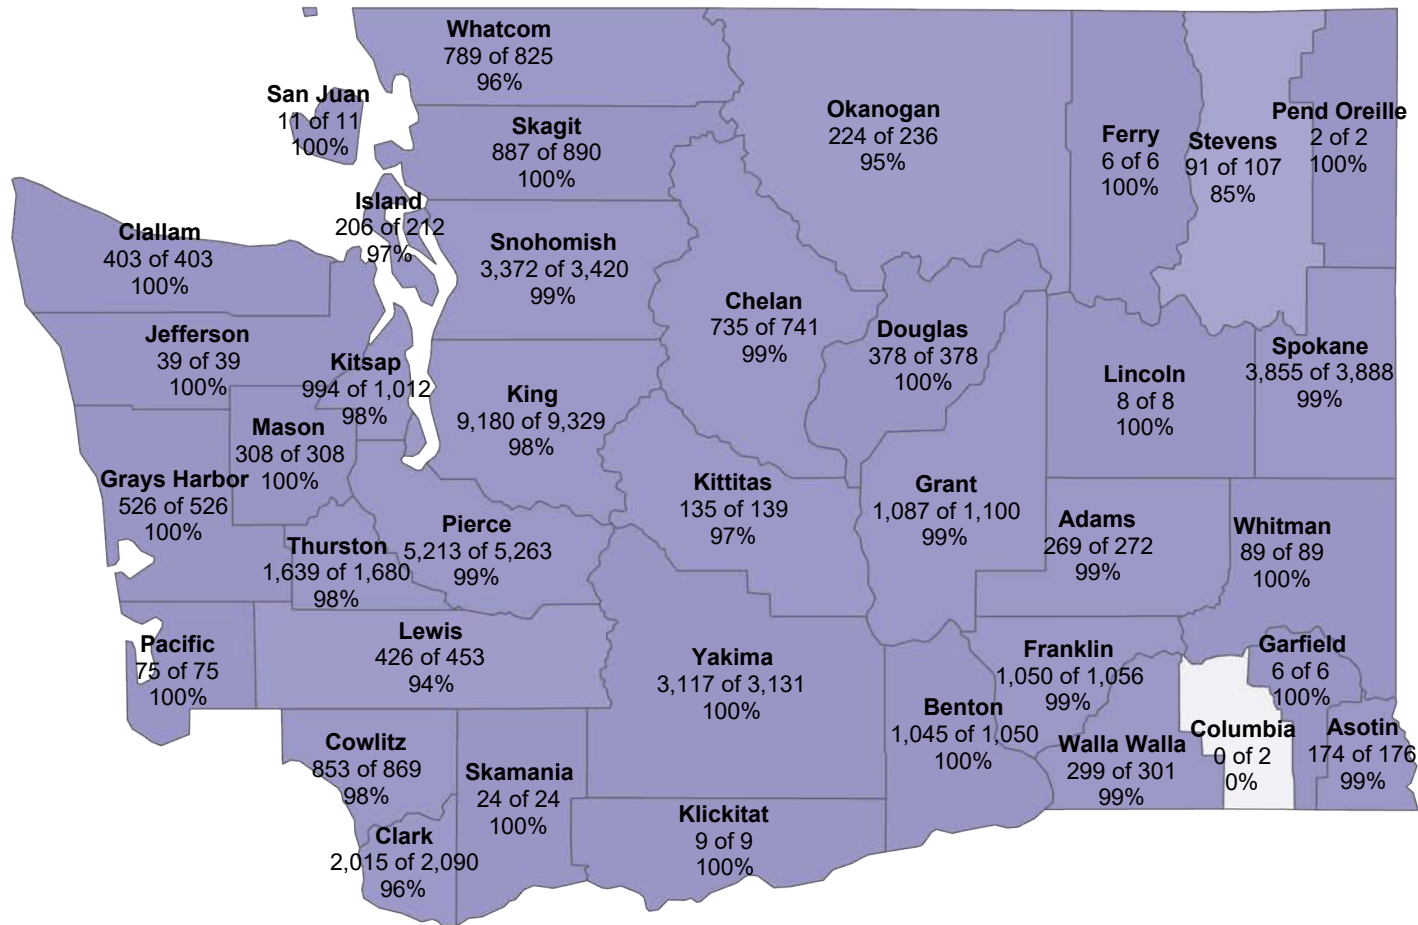 Whatcom
789 of 825
96%
San Juan
11 of 11
100%
Skagit
887 of 890
100%
Okanogan
224 of 236
95%
Ferry
6 of 6
100%
Stevens
91 of 107
85%
Pend Oreille
2 of 2
100%
Island
206 of 212
97%
Clallam
403 of 403
100%
Snohomish
3,372 of 3,420
99%
Chelan
735 of 741
99%
Douglas
378 of 378
100%
Jefferson
39 of 39
100%
Kitsap
994 of 1,012
98%
King
9,180 of 9,329
98%
Lincoln
8 of 8
100%
Spokane
3,855 of 3,888
99%
Mason
308 of 308
100%
Grays Harbor
526 of 526
100%
Kittitas
135 of 139
97%
Grant
1,087 of 1,100
99%
Adams
269 of 272
99%
Whitman
89 of 89
100%
Pierce
5,213 of 5,263
99%
Thurston
1,639 of 1,680
98%
Pacific
75 of 75
100%
Lewis
426 of 453
94%
Yakima
3,117 of 3,131
100%
Franklin
1,050 of 1,056
99%
Garfield
6 of 6
100%
Benton
1,045 of 1,050
100%
Walla Walla
299 of 301
99%
Columbia
0 of 2
0%
Asotin
174 of 176
99%
Cowlitz
853 of 869
98%
Skamania
24 of 24
100%
Klickitat
9 of 9
100%
Clark
2,015 of 2,090
96%